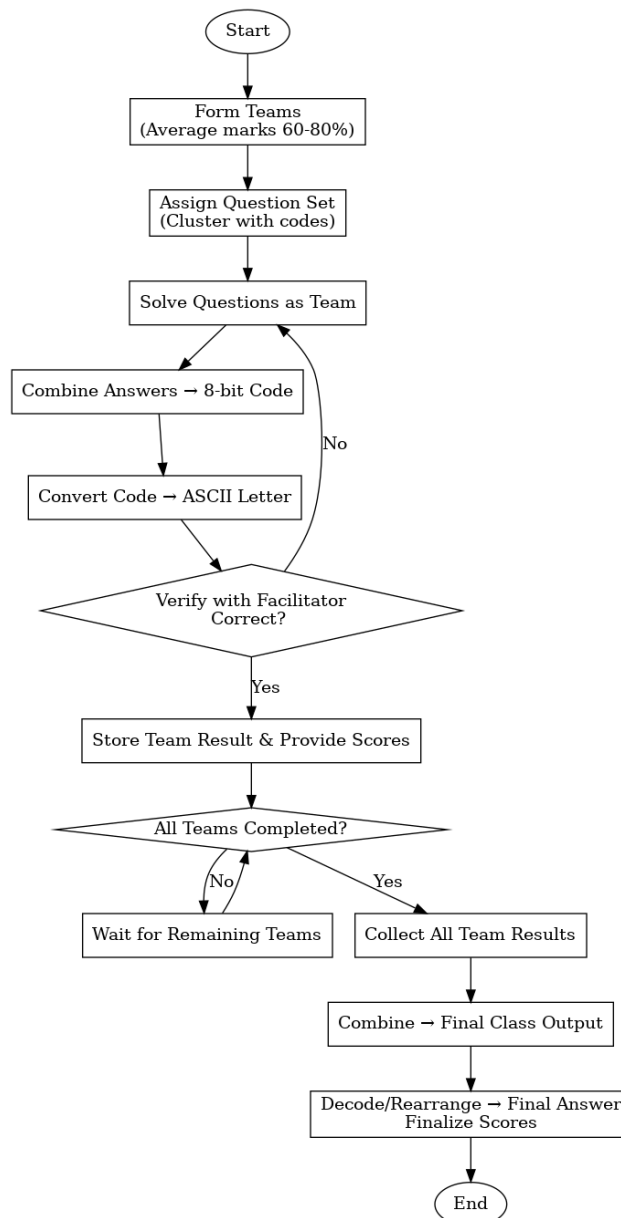 Start
Form Teams
(Average marks 60-80%)
Assign Question Set
(Cluster with codes)
Solve Questions as Team
Combine Answers → 8-bit Code
No
Convert Code → ASCII Letter
Verify with Facilitator
Correct?
Yes
Store Team Result & Provide Scores
All Teams Completed?
No
Yes
Wait for Remaining Teams
Collect All Team Results
Combine → Final Class Output
Decode/Rearrange → Final Answer
Finalize Scores
End